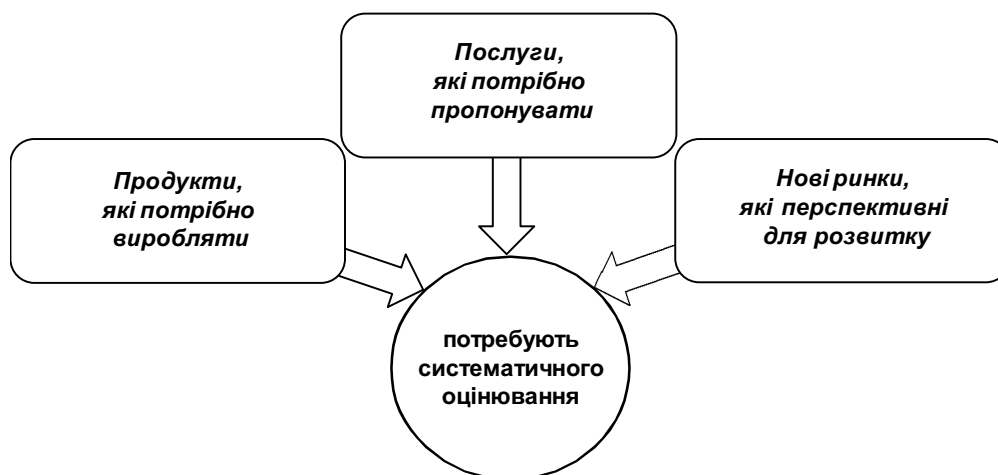 Послуги,
які потрібно
пропонувати
Продукти,
які потрібно
виробляти
Нові ринки,
які перспективні
для розвитку
потребують
систематичного
оцінювання